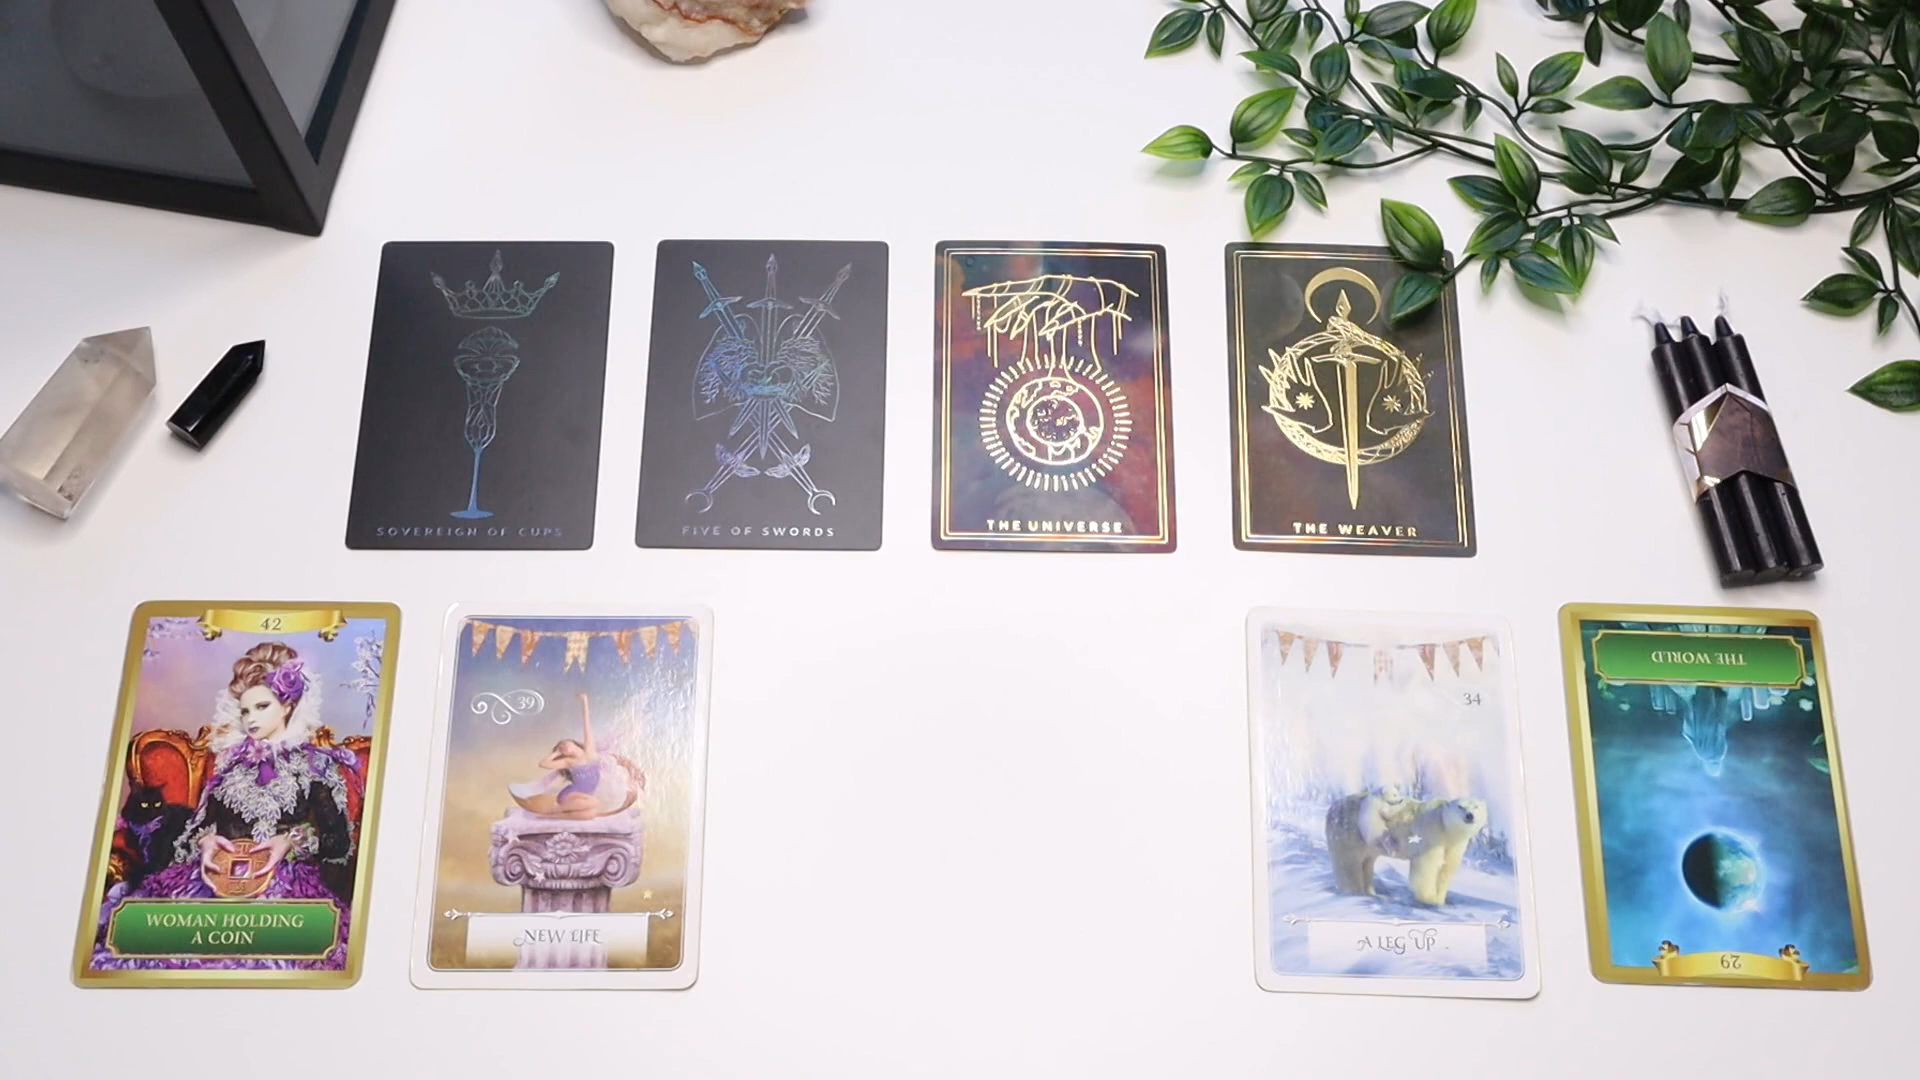 SOVEREIGN OF CUPS
FIVE OF SWORDS
THE UNIVERSE
THE WEAVER
42
WOMAN HOLDING
A COIN
39
NEW LIFE
34
A LEG UP
THE WORLD
29